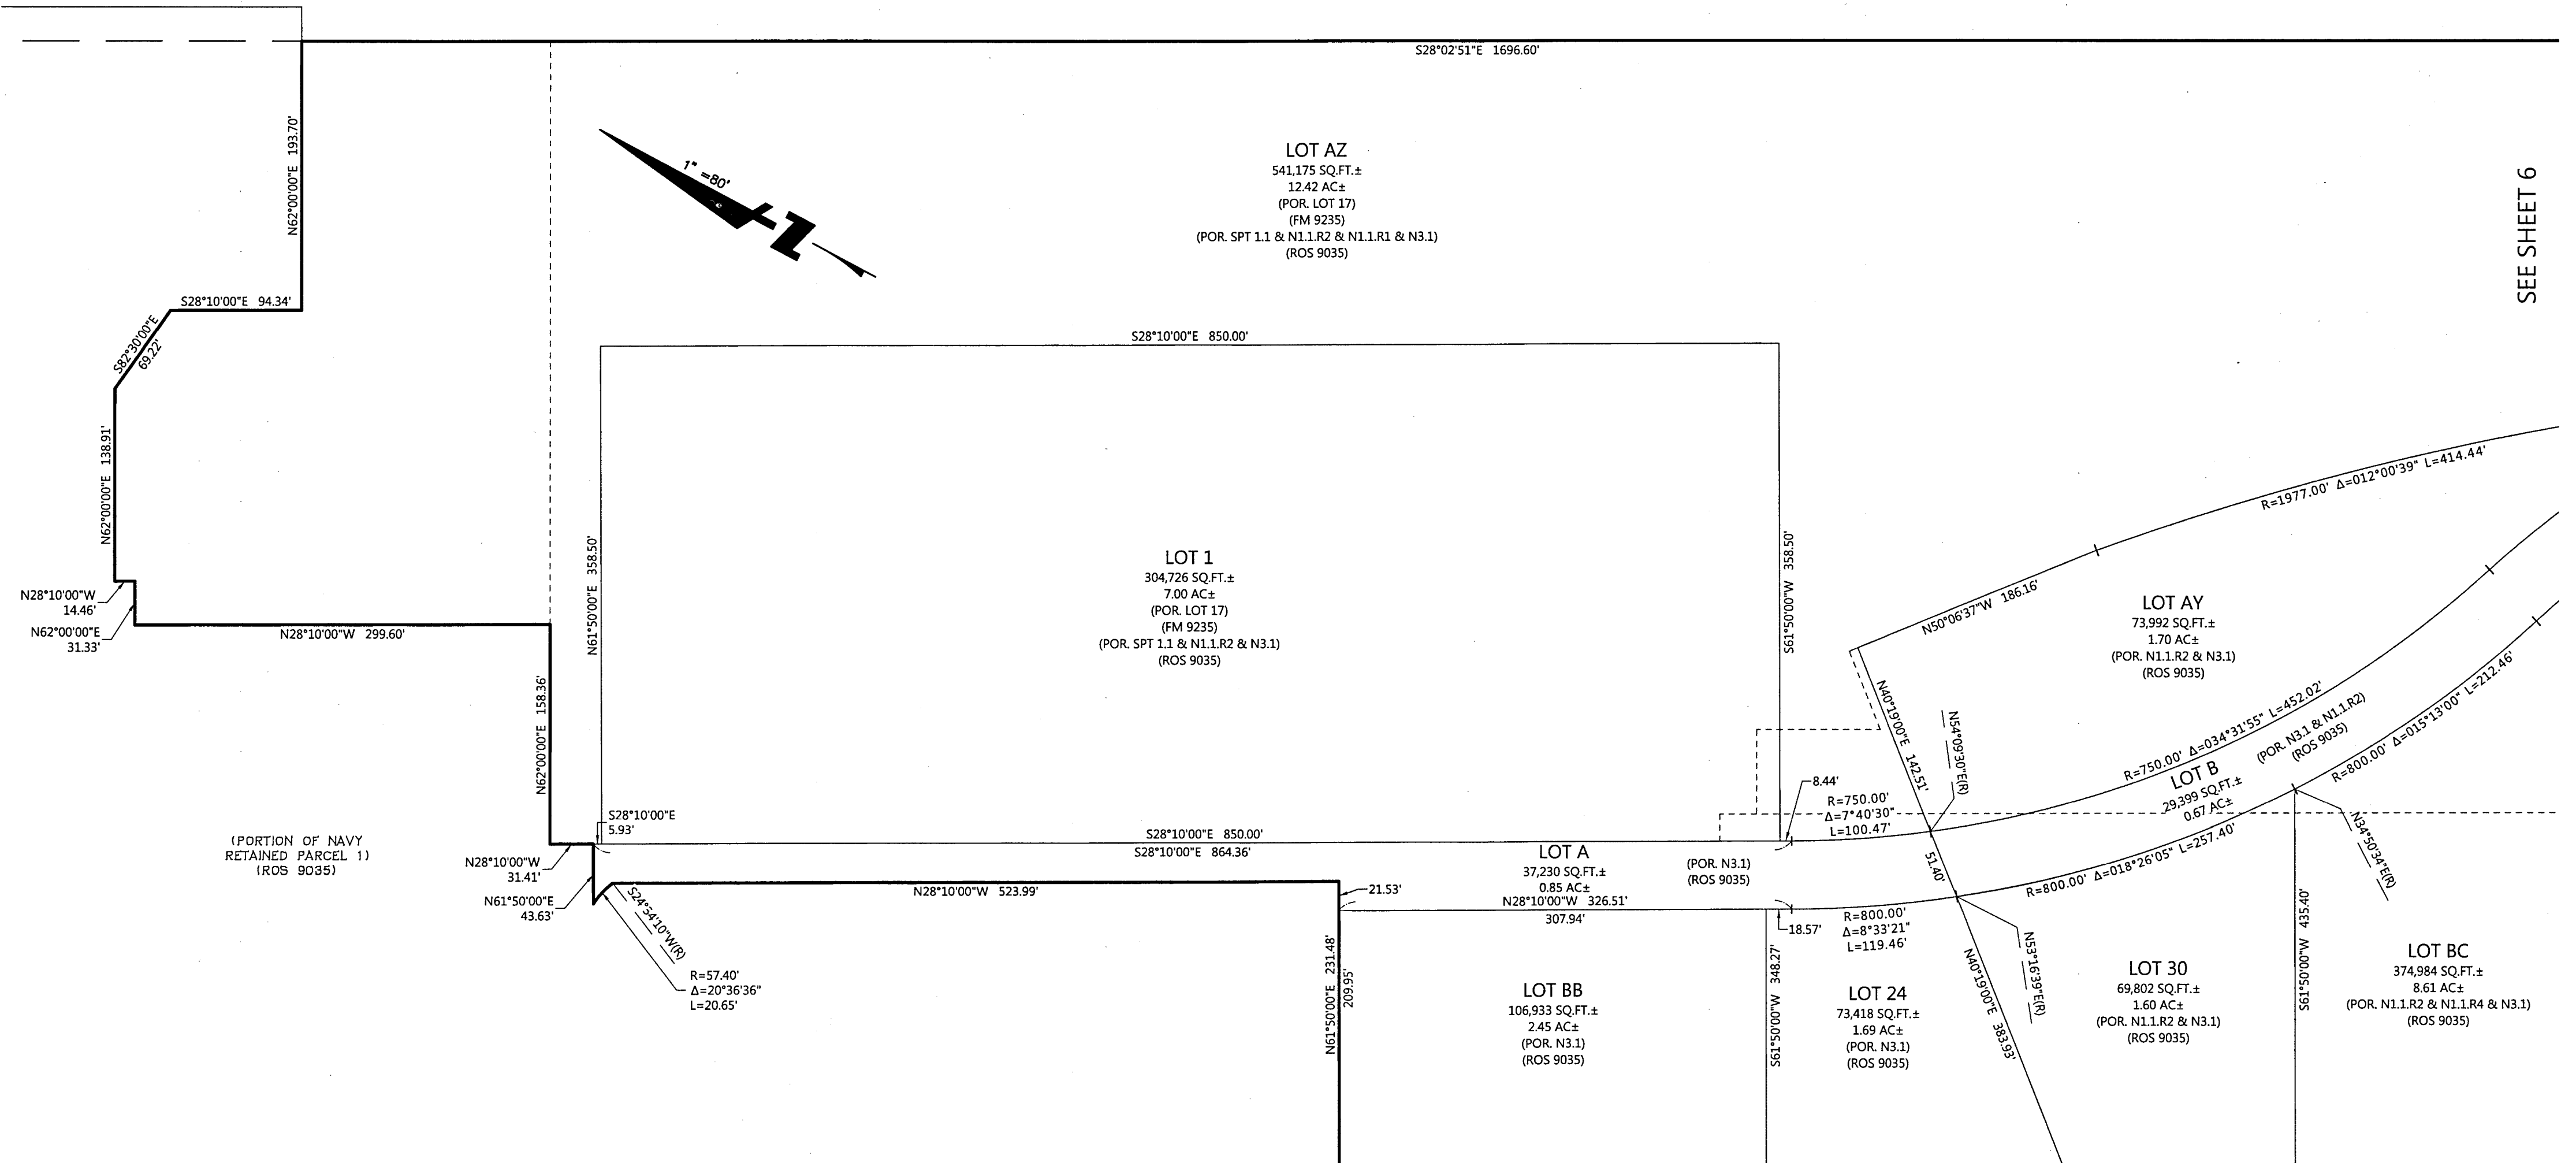 S28°02'51"E 1696.60'
N62°00'00"E 193.70'
1" =80'
LOT AZ
541,175 SQ.FT.±
12.42 AC±
(POR. LOT 17)
(FM 9235)
(POR. SPT 1.1 & N1.1.R2 & N1.1.R1 & N3.1)
(ROS 9035)
SEE SHEET 6
S28°10'00"E 94.34'
S82°30'00"E
69.22'
N62°00'00"E 138.91'
N28°10'00"W
14.46'
N62°00'00"E
31.33'
N28°10'00"W 299.60'
N62°00'00"E 158.36'
S28°10'00"E 850.00'
N61°50'00"E 358.50'
LOT 1
304,726 SQ.FT.±
7.00 AC±
(POR. LOT 17)
(FM 9235)
(POR. SPT 1.1 & N1.1.R2 & N3.1)
(ROS 9035)
S61°50'00"W 358.50'
R=1977.00' Δ=012°00'39" L=414.44'
N50°06'37"W 186.16'
LOT AY
73,992 SQ.FT.±
1.70 AC±
(POR. N1.1.R2 & N3.1)
(ROS 9035)
N40°19'00"E 142.51'
N54°09'30"E(R)
R=750.00' Δ=034°31'55" L=452.02'
LOT B
29,399 SQ.FT.±
0.67 AC±
(POR. N3.1 & N1.1.R2)
(ROS 9035)
R=800.00' Δ=015°13'00" L=212.46'
R=800.00' Δ=018°26'05" L=257.40'
N34°50'34"E(R)
8.44'
R=750.00'
Δ=7°40'30"
L=100.47'
51.40'
S28°10'00"E
5.93'
S28°10'00"E 850.00'
S28°10'00"E 864.36'
LOT A
37,230 SQ.FT.±
0.85 AC±
(POR. N3.1)
(ROS 9035)
N28°10'00"W 326.51'
307.94'
(PORTION OF NAVY
RETAINED PARCEL 1)
(ROS 9035)
N28°10'00"W
31.41'
N61°50'00"E
43.63'
S24°54'10"W(R)
N28°10'00"W 523.99'
21.53'
18.57'
R=57.40'
Δ=20°36'36"
L=20.65'
N61°50'00"E 231.48'
209.95'
LOT BB
106,933 SQ.FT.±
2.45 AC±
(POR. N3.1)
(ROS 9035)
S61°50'00"W 348.27'
R=800.00'
Δ=8°33'21"
L=119.46'
LOT 24
73,418 SQ.FT.±
1.69 AC±
(POR. N3.1)
(ROS 9035)
N40°19'00"E 383.93'
N53°16'39"E(R)
LOT 30
69,802 SQ.FT.±
1.60 AC±
(POR. N1.1.R2 & N3.1)
(ROS 9035)
S61°50'00"W 435.40'
LOT BC
374,984 SQ.FT.±
8.61 AC±
(POR. N1.1.R2 & N1.1.R4 & N3.1)
(ROS 9035)